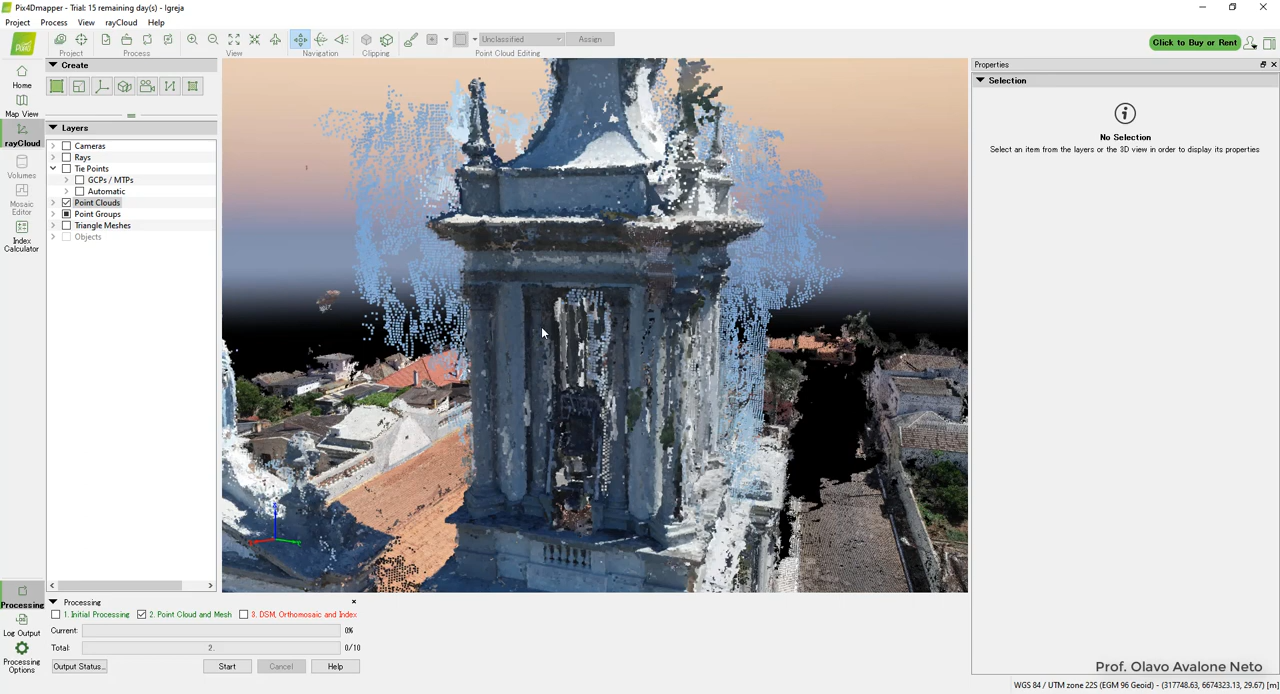 Pix4Dmapper - Trial: 15 remaining day(s) - Igreja
Project Process View rayCloud Help
Unclassified Assign
Project Process View Navigation Clipping Point Cloud Editing
Click to Buy or Rent
Home
Map View
rayCloud
Volumes
Mosaic
Editor
Index
Calculator
Processing
Log Output
Processing
Options
Create
Layers
Cameras
Rays
Tie Points
GCPs / MTPs
Automatic
Point Clouds
Point Groups
Triangle Meshes
Objects
Properties
Selection
No Selection
Select an item from the layers or the 3D view in order to display its properties
Processing
1. Initial Processing 2. Point Cloud and Mesh 3. DSM, Orthomosaic and Index
Current: 0%
Total: 2. 0/10
Output Status... Start Cancel Help
Prof. Olavo Avalone Neto
WGS 84 / UTM zone 22S (EGM 96 Geoid) - (317748.63, 6674323.13, 29.67) [m]